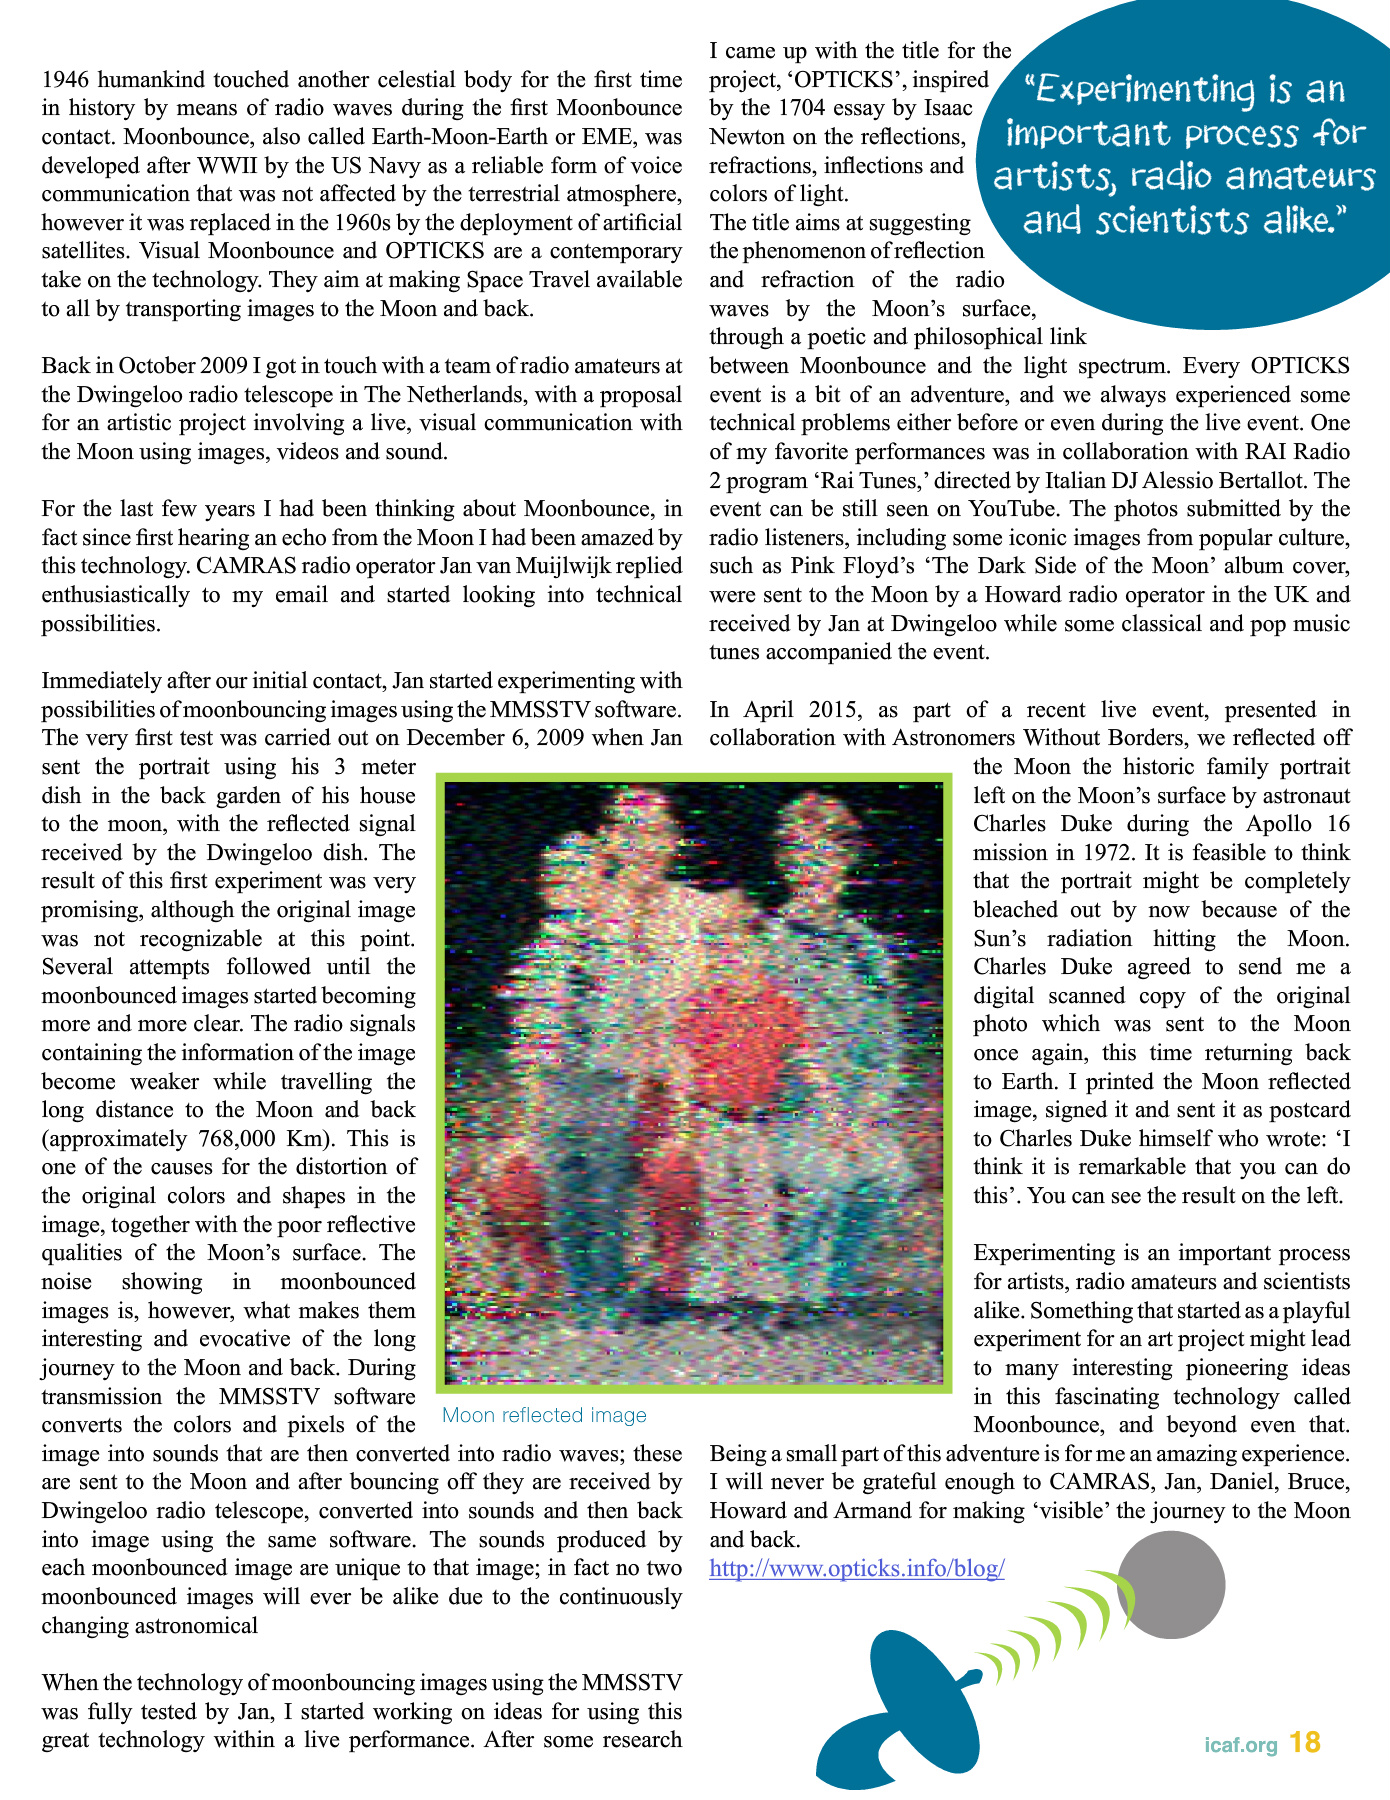 1946 humankind touched another celestial body for the first time
in history by means of radio waves during the first Moonbounce
contact. Moonbounce, also called Earth-Moon-Earth or EME, was
developed after WWII by the US Navy as a reliable form of voice
communication that was not affected by the terrestrial atmosphere,
however it was replaced in the 1960s by the deployment of artificial
satellites. Visual Moonbounce and OPTICKS are a contemporary
take on the technology. They aim at making Space Travel available
to all by transporting images to the Moon and back.
Back in October 2009 I got in touch with a team of radio amateurs at
the Dwingeloo radio telescope in The Netherlands, with a proposal
for an artistic project involving a live, visual communication with
the Moon using images, videos and sound.
For the last few years I had been thinking about Moonbounce, in
fact since first hearing an echo from the Moon I had been amazed by
this technology. CAMRAS radio operator Jan van Muijlwijk replied
enthusiastically to my email and started looking into technical
possibilities.
Immediately after our initial contact, Jan started experimenting with
possibilities of moonbouncing images using the MMSSTV software.
The very first test was carried out on December 6, 2009 when Jan
sent the portrait using his 3 meter
dish in the back garden of his house
to the moon, with the reflected signal
received by the Dwingeloo dish. The
result of this first experiment was very
promising, although the original image
was not recognizable at this point.
Several attempts followed until the
moonbounced images started becoming
more and more clear. The radio signals
containing the information of the image
become weaker while travelling the
long distance to the Moon and back
(approximately 768,000 Km). This is
one of the causes for the distortion of
the original colors and shapes in the
image, together with the poor reflective
qualities of the Moon’s surface. The
noise showing in moonbounced
images is, however, what makes them
interesting and evocative of the long
journey to the Moon and back. During
transmission the MMSSTV software
converts the colors and pixels of the
image into sounds that are then converted into radio waves; these
are sent to the Moon and after bouncing off they are received by
Dwingeloo radio telescope, converted into sounds and then back
into image using the same software. The sounds produced by
each moonbounced image are unique to that image; in fact no two
moonbounced images will ever be alike due to the continuously
changing astronomical
When the technology of moonbouncing images using the MMSSTV
was fully tested by Jan, I started working on ideas for using this
great technology within a live performance. After some research
I came up with the title for the
project, ‘OPTICKS’, inspired
by the 1704 essay by Isaac
Newton on the reflections,
refractions, inflections and
colors of light.
The title aims at suggesting
the phenomenon of reflection
and refraction of the radio
waves by the Moon’s surface,
through a poetic and philosophical link
between Moonbounce and the light spectrum. Every OPTICKS
event is a bit of an adventure, and we always experienced some
technical problems either before or even during the live event. One
of my favorite performances was in collaboration with RAI Radio
2 program ‘Rai Tunes,’ directed by Italian DJ Alessio Bertallot. The
event can be still seen on YouTube. The photos submitted by the
radio listeners, including some iconic images from popular culture,
such as Pink Floyd’s ‘The Dark Side of the Moon’ album cover,
were sent to the Moon by a Howard radio operator in the UK and
received by Jan at Dwingeloo while some classical and pop music
tunes accompanied the event.
In April 2015, as part of a recent live event, presented in
collaboration with Astronomers Without Borders, we reflected off
the Moon the historic family portrait
left on the Moon’s surface by astronaut
Charles Duke during the Apollo 16
mission in 1972. It is feasible to think
that the portrait might be completely
bleached out by now because of the
Sun’s radiation hitting the Moon.
Charles Duke agreed to send me a
digital scanned copy of the original
photo which was sent to the Moon
once again, this time returning back
to Earth. I printed the Moon reflected
image, signed it and sent it as postcard
to Charles Duke himself who wrote: ‘I
think it is remarkable that you can do
this’. You can see the result on the left.
Experimenting is an important process
for artists, radio amateurs and scientists
alike. Something that started as a playful
experiment for an art project might lead
to many interesting pioneering ideas
in this fascinating technology called
Moonbounce, and beyond even that.
Being a small part of this adventure is for me an amazing experience.
I will never be grateful enough to CAMRAS, Jan, Daniel, Bruce,
Howard and Armand for making ‘visible’ the journey to the Moon
and back.
http://www.opticks.info/blog/
“Experimenting is an
important process for
artists, radio amateurs
and scientists alike.”
Moon reflected image
icaf.org 18